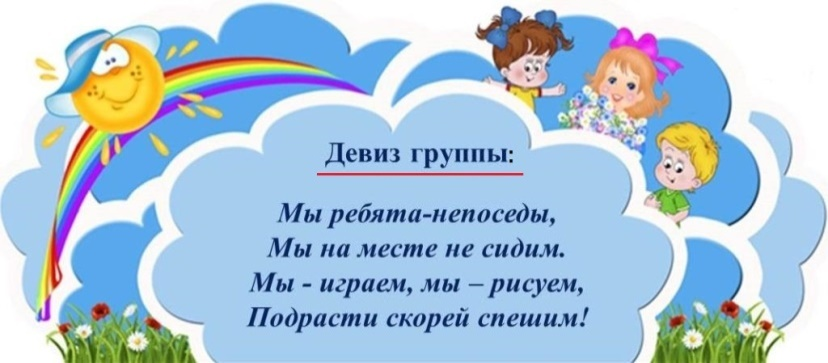 Девиз группы:
Мы ребята-непоседы,
Мы на месте не сидим.
Мы - играем, мы – рисуем,
Подрасти скорей спешим!